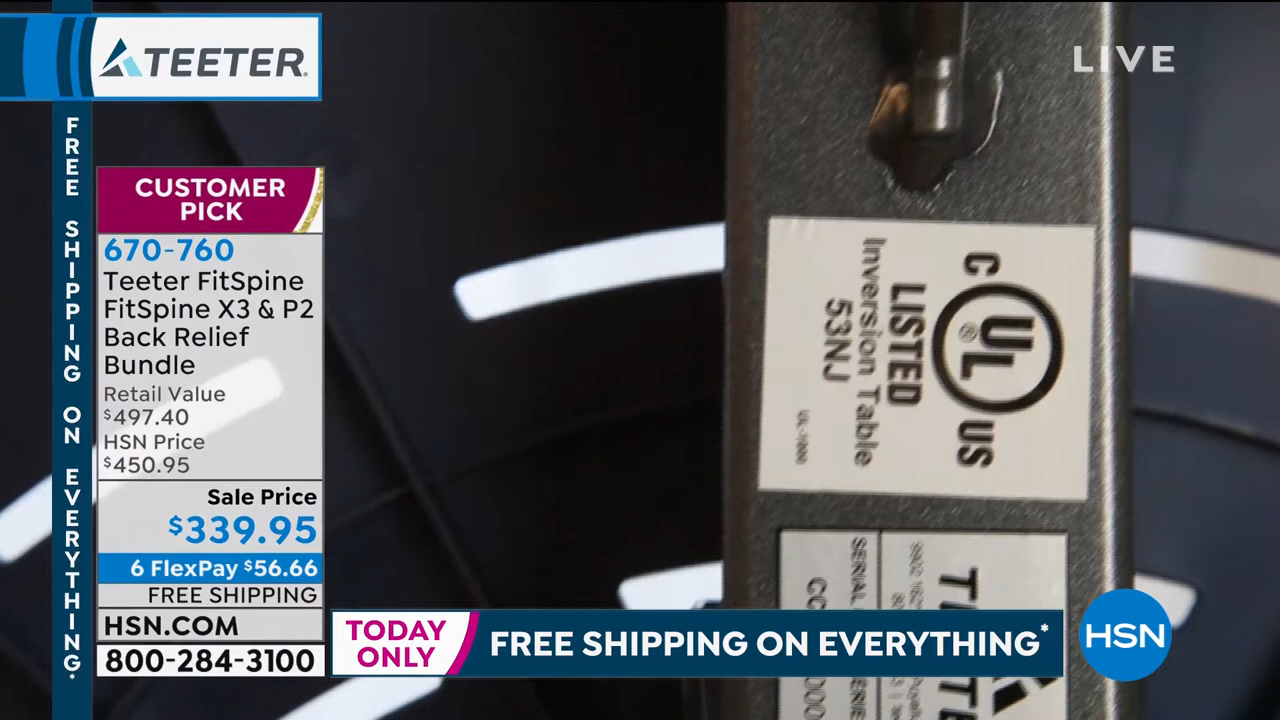 TEETER
LIVE
FREE SHIPPING ON EVERYTHING*
CUSTOMER
PICK
670-760
Teeter FitSpine
FitSpine X3 & P2
Back Relief
Bundle
Retail Value
$497.40
HSN Price
$450.95
Sale Price
$339.95
6 FlexPay $56.66
FREE SHIPPING
HSN.COM
800-284-3100
C UL® US
LISTED
Inversion Table
53NJ
SERIAL
TODAY
ONLY
FREE SHIPPING ON EVERYTHING*
HSN